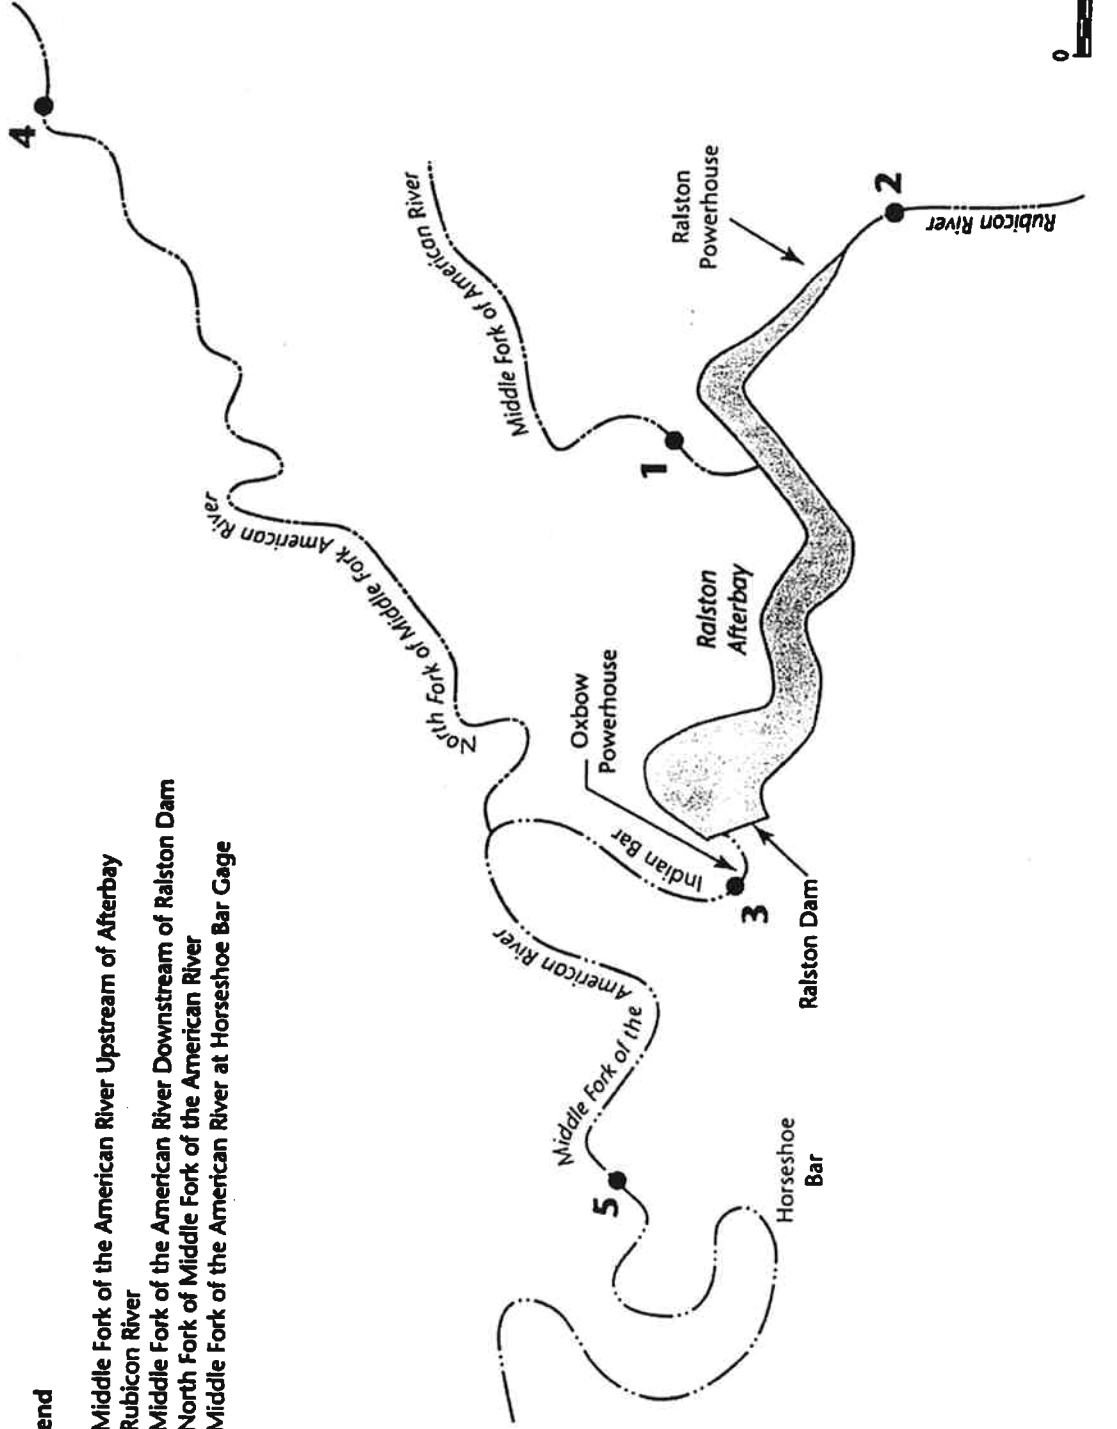 end
Middle Fork of the American River Upstream of Afterbay
Rubicon River
Middle Fork of the American River Downstream of Ralston Dam
North Fork of Middle Fork of the American River
Middle Fork of the American River at Horseshoe Bar Gage
4
North Fork of Middle Fork American River
Middle Fork of American River
1
Ralston
Powerhouse
2
Rubicon River
Ralston
Afterbay
Oxbow
Powerhouse
Indian Bar
3
Ralston Dam
Middle Fork of the
American River
5
Horseshoe
Bar
0